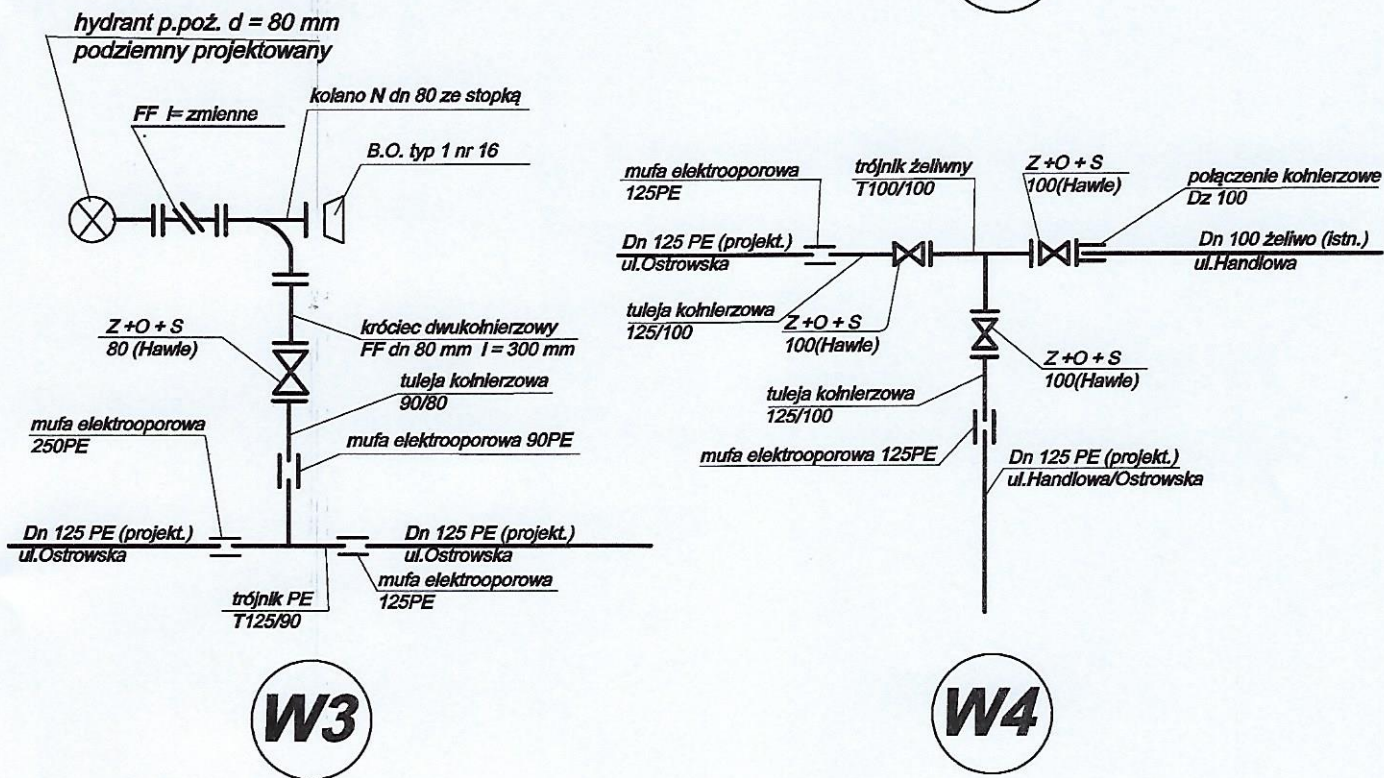 hydrant p.poż. d = 80 mm
podziemny projektowany
FF l= zmienne
kolano N dn 80 ze stopką
B.O. typ 1 nr 16
Z +O + S
80 (Hawle)
króciec dwukołnierzowy
FF dn 80 mm l = 300 mm
tuleja kołnierzowa
90/80
mufa elektrooporowa
250PE
mufa elektrooporowa 90PE
Dn 125 PE (projekt.)
ul.Ostrowska
Dn 125 PE (projekt.)
ul.Ostrowska
trójnik PE
T125/90
mufa elektrooporowa
125PE
W3
mufa elektrooporowa
125PE
trójnik żeliwny
T100/100
Z +O + S
100(Hawle)
połączenie kołnierzowe
Dz 100
Dn 125 PE (projekt.)
ul.Ostrowska
Dn 100 żeliwo (istn.)
ul.Handlowa
tuleja kołnierzowa
125/100
Z +O + S
100(Hawle)
Z +O + S
100(Hawle)
tuleja kołnierzowa
125/100
mufa elektrooporowa 125PE
Dn 125 PE (projekt.)
ul.Handlowa/Ostrowska
W4